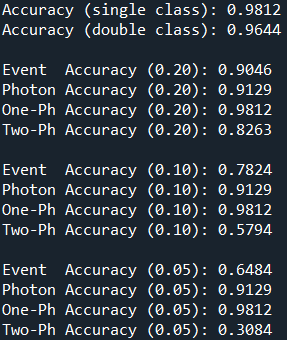 Accuracy (single class): 0.9812
Accuracy (double class): 0.9644
Event  Accuracy (0.20): 0.9046
Photon Accuracy (0.20): 0.9129
One-Ph Accuracy (0.20): 0.9812
Two-Ph Accuracy (0.20): 0.8263
Event  Accuracy (0.10): 0.7824
Photon Accuracy (0.10): 0.9129
One-Ph Accuracy (0.10): 0.9812
Two-Ph Accuracy (0.10): 0.5794
Event  Accuracy (0.05): 0.6484
Photon Accuracy (0.05): 0.9129
One-Ph Accuracy (0.05): 0.9812
Two-Ph Accuracy (0.05): 0.3084